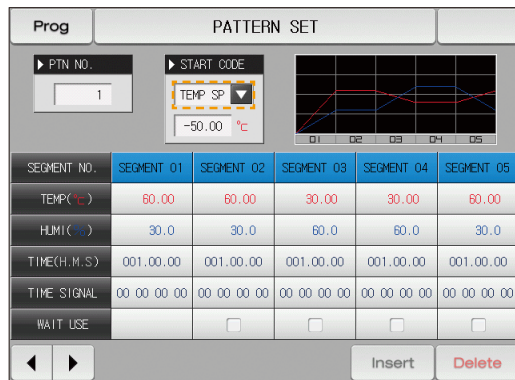 Prog PATTERN SET
PTN NO. START CODE
1 TEMP SP
-50.00 ℃
01 02 03 04 05
SEGMENT NO. SEGMENT 01 SEGMENT 02 SEGMENT 03 SEGMENT 04 SEGMENT 05
TEMP(℃) 60.00 60.00 30.00 30.00 60.00
HUMI(%) 30.0 30.0 60.0 60.0 30.0
TIME(H.M.S) 001.00.00 001.00.00 001.00.00 001.00.00 001.00.00
TIME SIGNAL 00 00 00 00 00 00 00 00 00 00 00 00 00 00 00 00 00 00 00 00
WAIT USE
Insert Delete